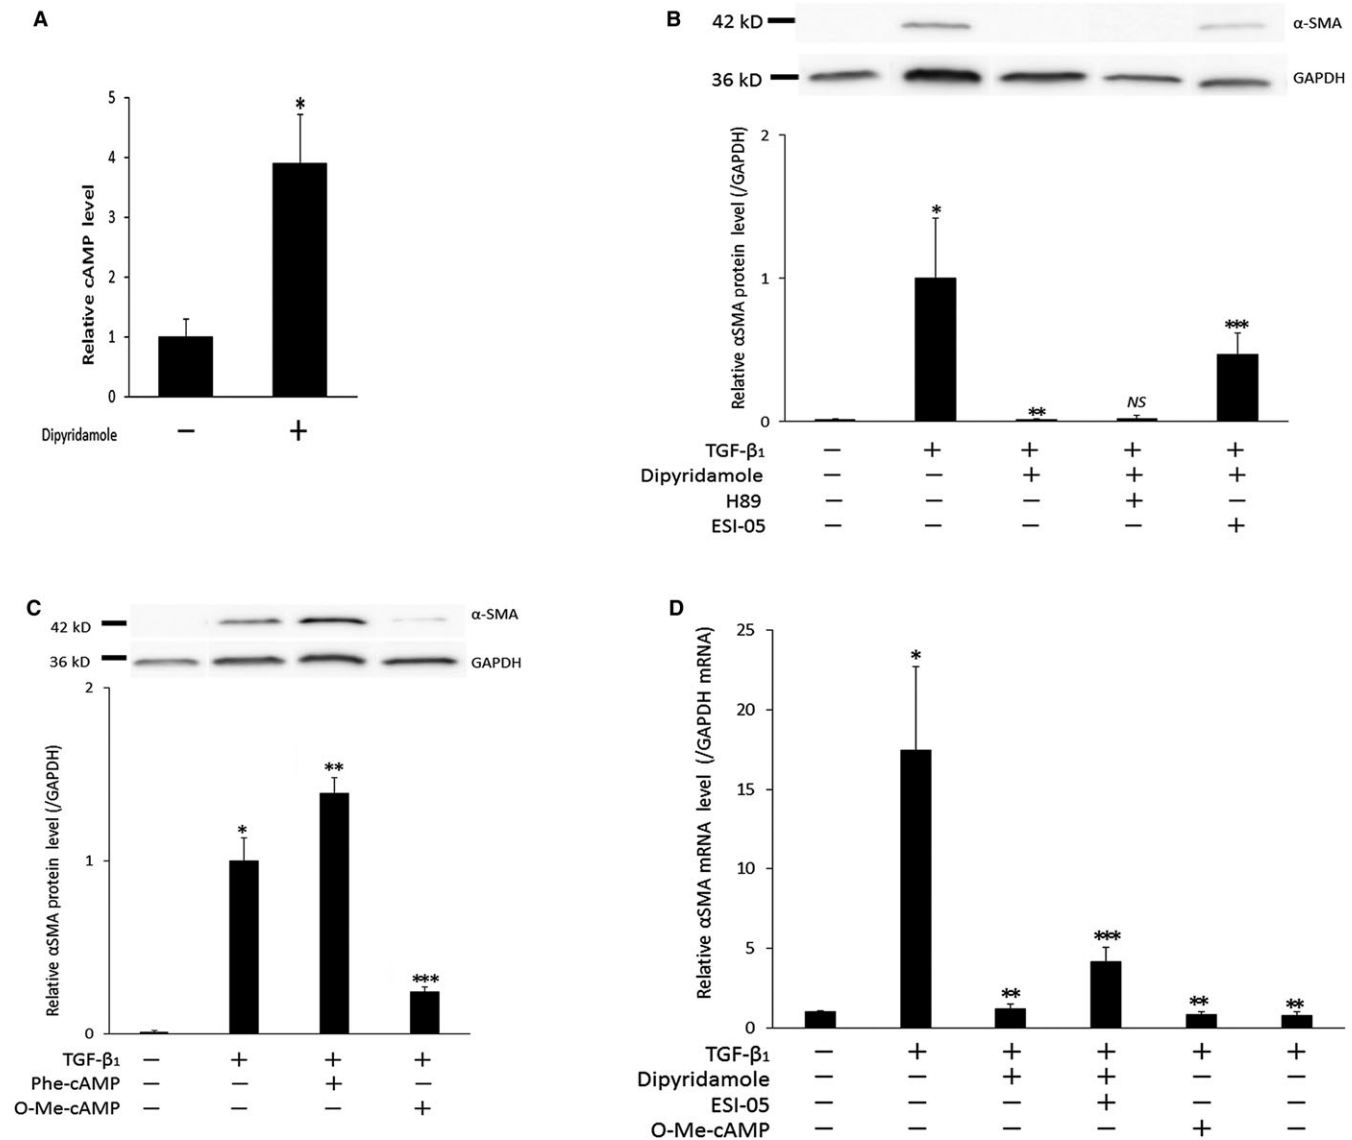 A
5
*
4
3
2
1
0
Relative cAMP level
Dipyridamole − +
B
42 kD α-SMA
36 kD GAPDH
2
1
0
Relative αSMA protein level (/GAPDH)
* ** NS ***
TGF-β₁ − + + + +
Dipyridamole − − + + +
H89 − − − + −
ESI-05 − − − − +
C
42 kD α-SMA
36 kD GAPDH
2
1
0
Relative αSMA protein level (/GAPDH)
* ** ***
TGF-β₁ − + + +
Phe-cAMP − − + −
O-Me-cAMP − − − +
D
25
20
15
10
5
0
Relative αSMA mRNA level (/GAPDH mRNA)
* ** *** ** **
TGF-β₁ − + + + + +
Dipyridamole − − + + − −
ESI-05 − − − + − −
O-Me-cAMP − − − − + −